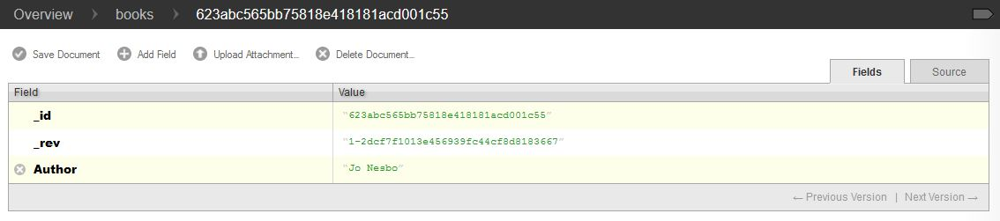 Overview books 623abc565bb75818e418181acd001c55
Save Document Add Field Upload Attachment... Delete Document...
Fields Source
Field Value
_id "623abc565bb75818e418181acd001c55"
_rev "1-2dcf7f1013e456939fc44cf8d8183667"
Author "Jo Nesbo"
← Previous Version | Next Version →